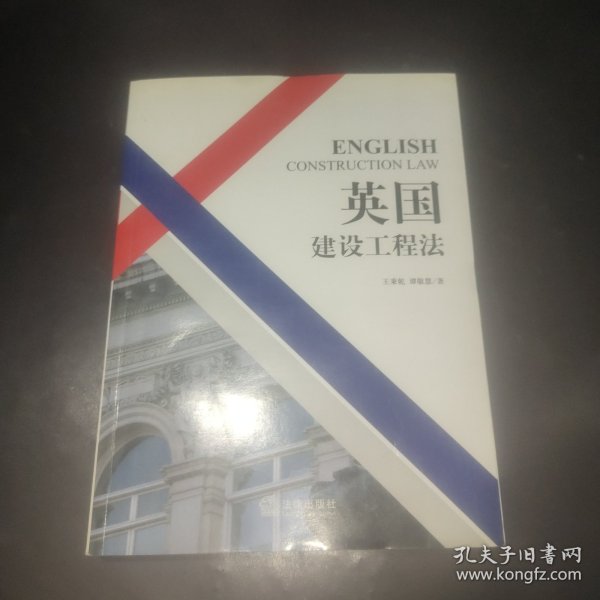 ENGLISH
CONSTRUCTION LAW
英国
建设工程法
王秉乾 谭敬慧/著
法律出版社
孔夫子旧书网
www.kongfz.com